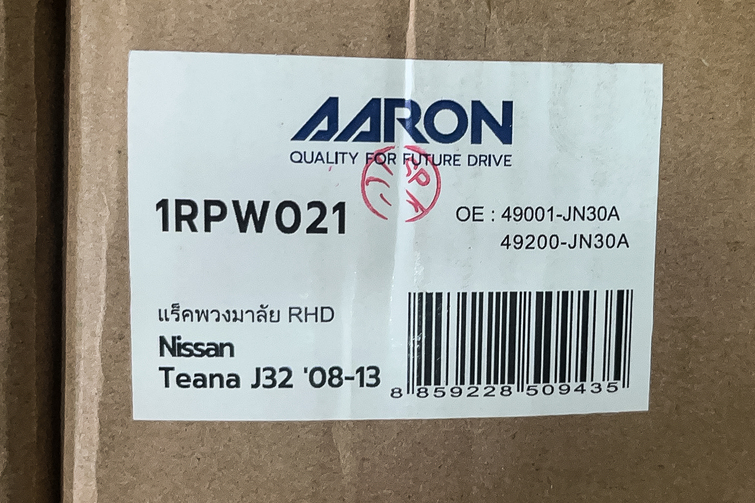 AARON
QUALITY FOR FUTURE DRIVE
1RPW021
OE : 49001-JN30A
49200-JN30A
แร็คพวงมาลัย RHD
Nissan
Teana J32 '08-13
8 859228 509435